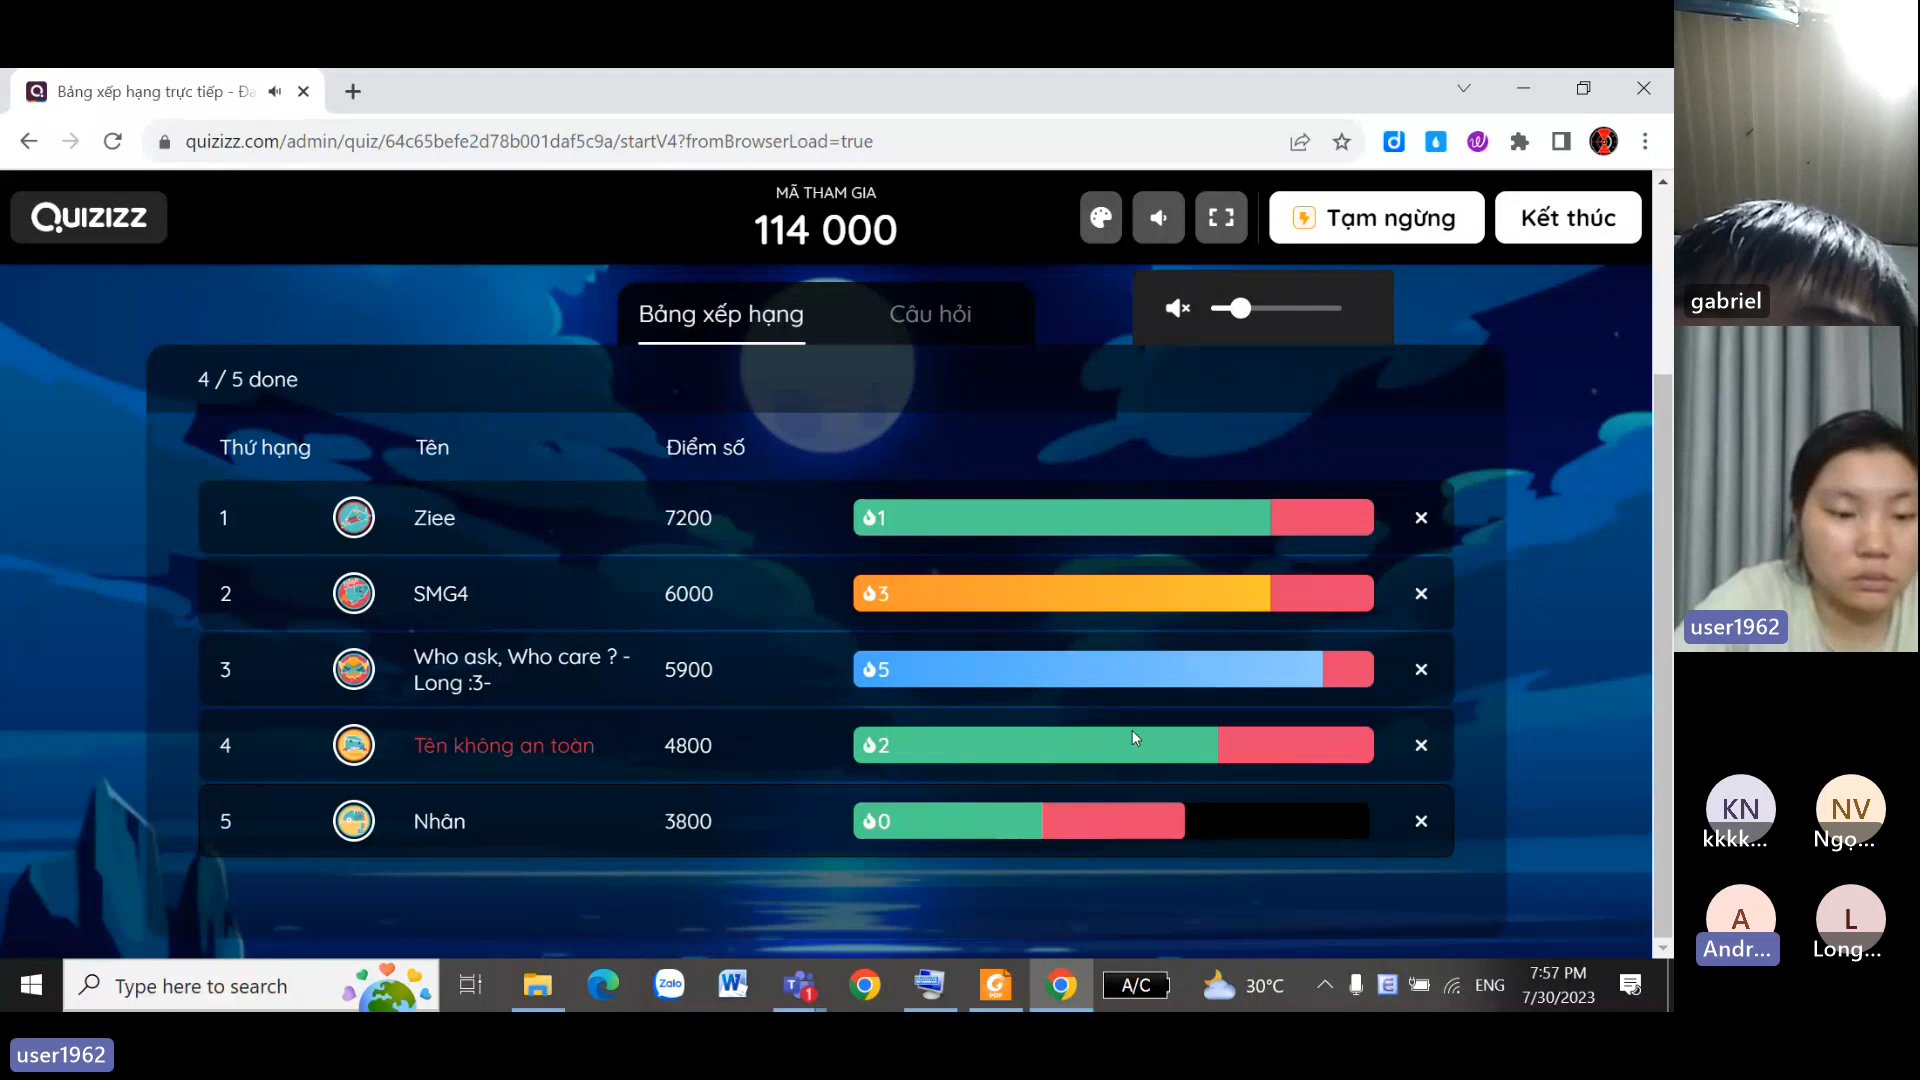 Bảng xếp hạng trực tiếp - Đa
quizizz.com/admin/quiz/64c65befe2d78b001daf5c9a/startV4?fromBrowserLoad=true
QUIZIZZ
MÃ THAM GIA
114 000
Tạm ngừng
Kết thúc
Bảng xếp hạng
Câu hỏi
4 / 5 done
Thứ hạng Tên Điểm số
1 Ziee 7200 1
2 SMG4 6000 3
3 Who ask, Who care ? -
Long :3- 5900 5
4 Tên không an toàn 4800 2
5 Nhân 3800 0
gabriel
user1962
KN
kkkk...
NV
Ngọ...
A
Andr...
L
Long...
Type here to search
Zalo
1
A/C
30°C
ENG
7:57 PM
7/30/2023
user1962